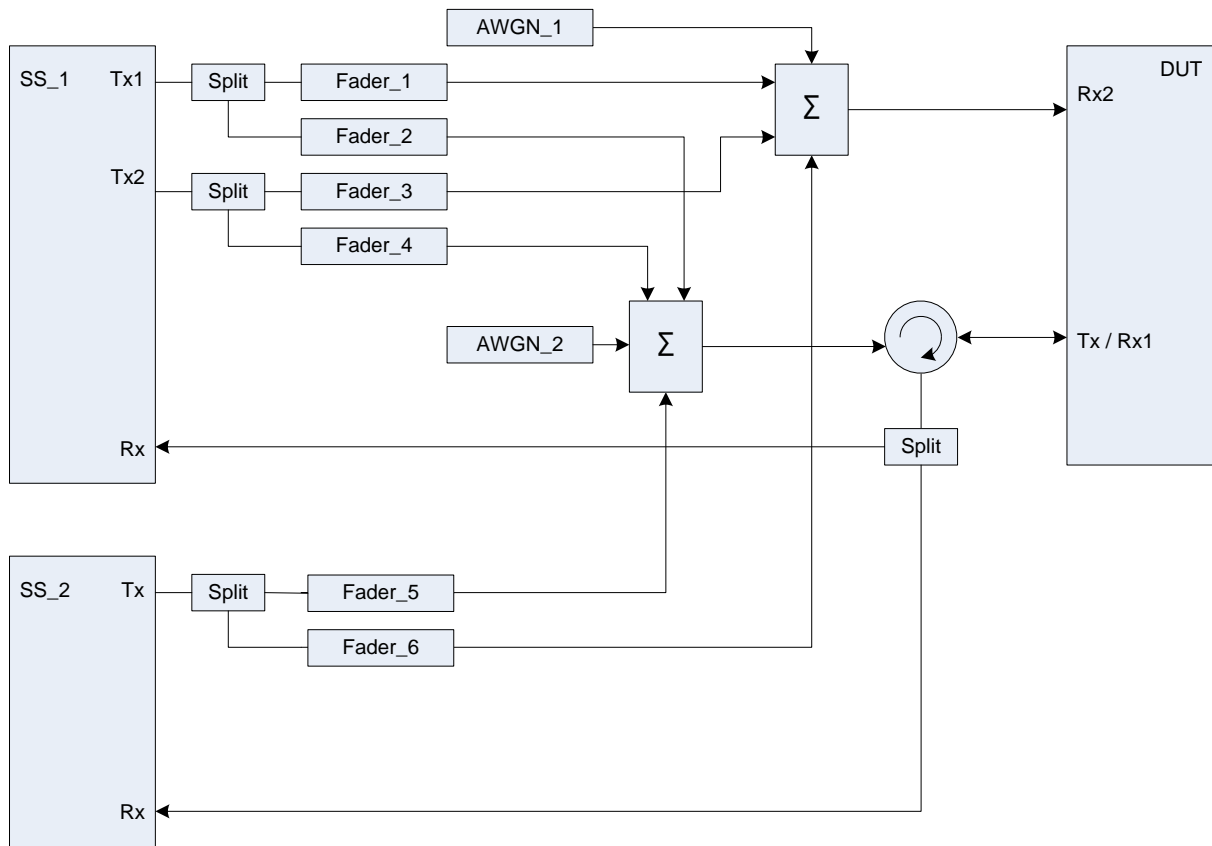 AWGN_1
SS_1
Tx1
Split
Fader_1
Σ
DUT
Rx2
Fader_2
Tx2
Split
Fader_3
Fader_4
AWGN_2
Σ
Tx / Rx1
Rx
Split
SS_2
Tx
Split
Fader_5
Fader_6
Rx